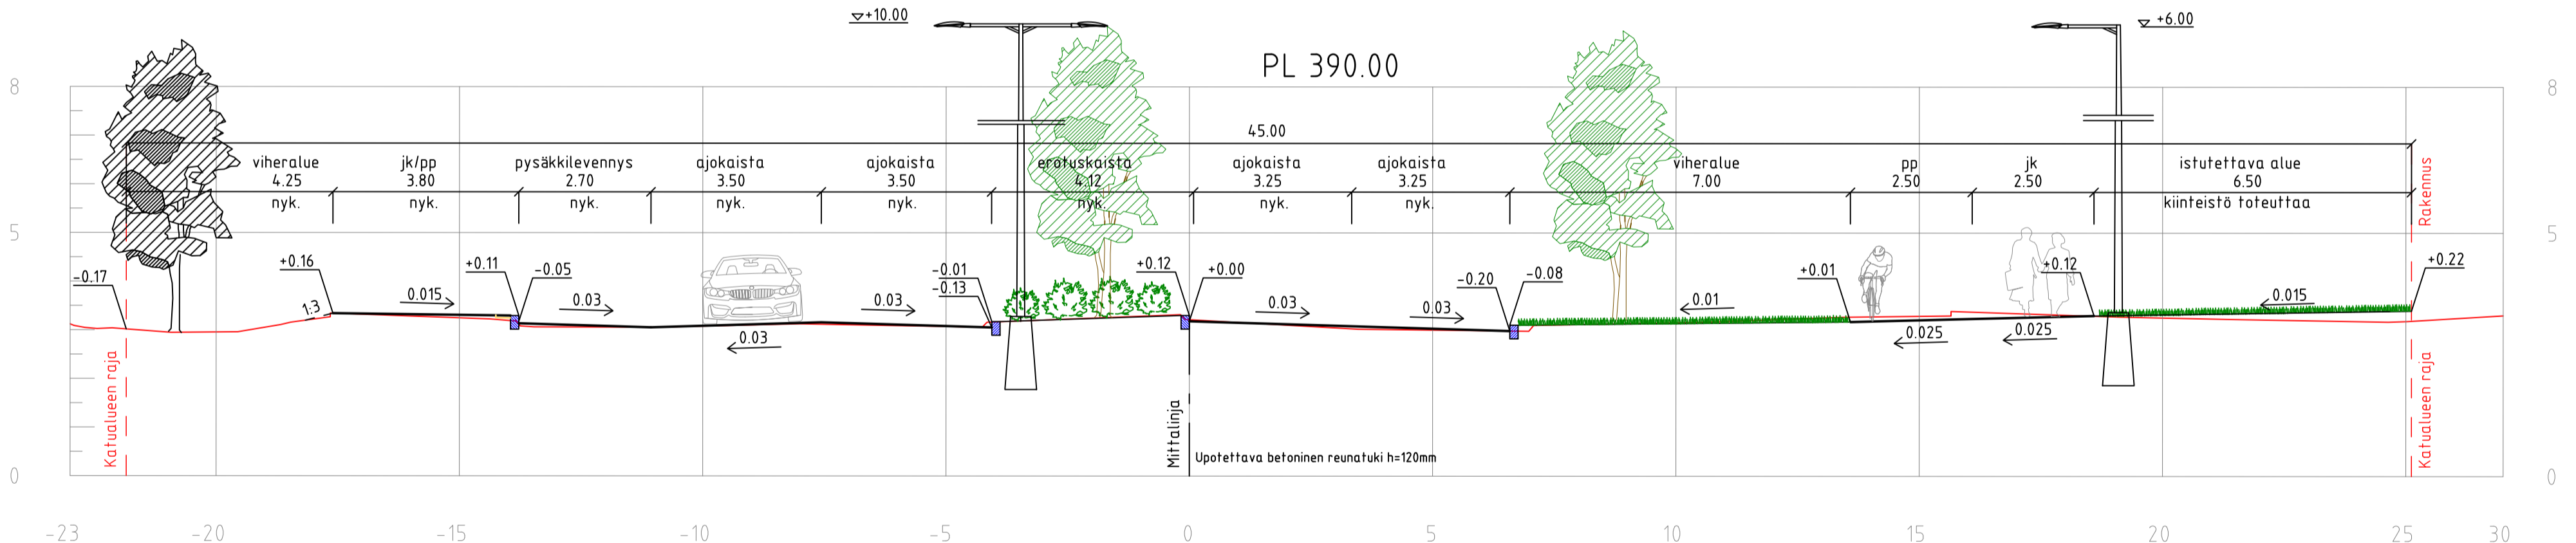 +10.00
+6.00
PL 390.00
8
8
45.00
viheralue
jk/pp
pysäkkilevennys
ajokaista
ajokaista
erotuskaista
ajokaista
ajokaista
viheralue
pp
jk
istutettava alue
4.25
3.80
2.70
3.50
3.50
4.12
3.25
3.25
7.00
2.50
2.50
6.50
nyk.
nyk.
nyk.
nyk.
nyk.
nyk.
nyk.
nyk.
kiinteistö toteuttaa
Rakennus
5
5
-0.17
+0.16
+0.11
-0.05
-0.01
-0.13
+0.12
+0.00
-0.20
-0.08
+0.01
+0.12
+0.22
1:3
0.015
0.03
0.03
0.03
0.03
0.03
0.01
0.025
0.025
0.015
Katualueen raja
Mittalinja
Upotettava betoninen reunatuki h=120mm
Katualueen raja
0
0
-23
-20
-15
-10
-5
0
5
10
15
20
25
30